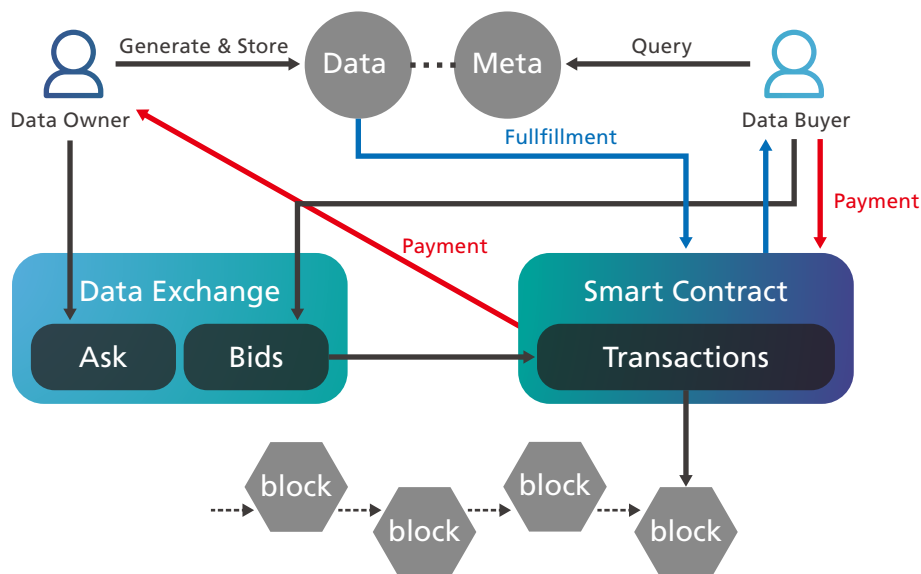 Generate & Store
Data
Meta
Query
Data Owner
Data Buyer
Fullfillment
Payment
Payment
Data Exchange
Smart Contract
Ask
Bids
Transactions
block
block
block
block